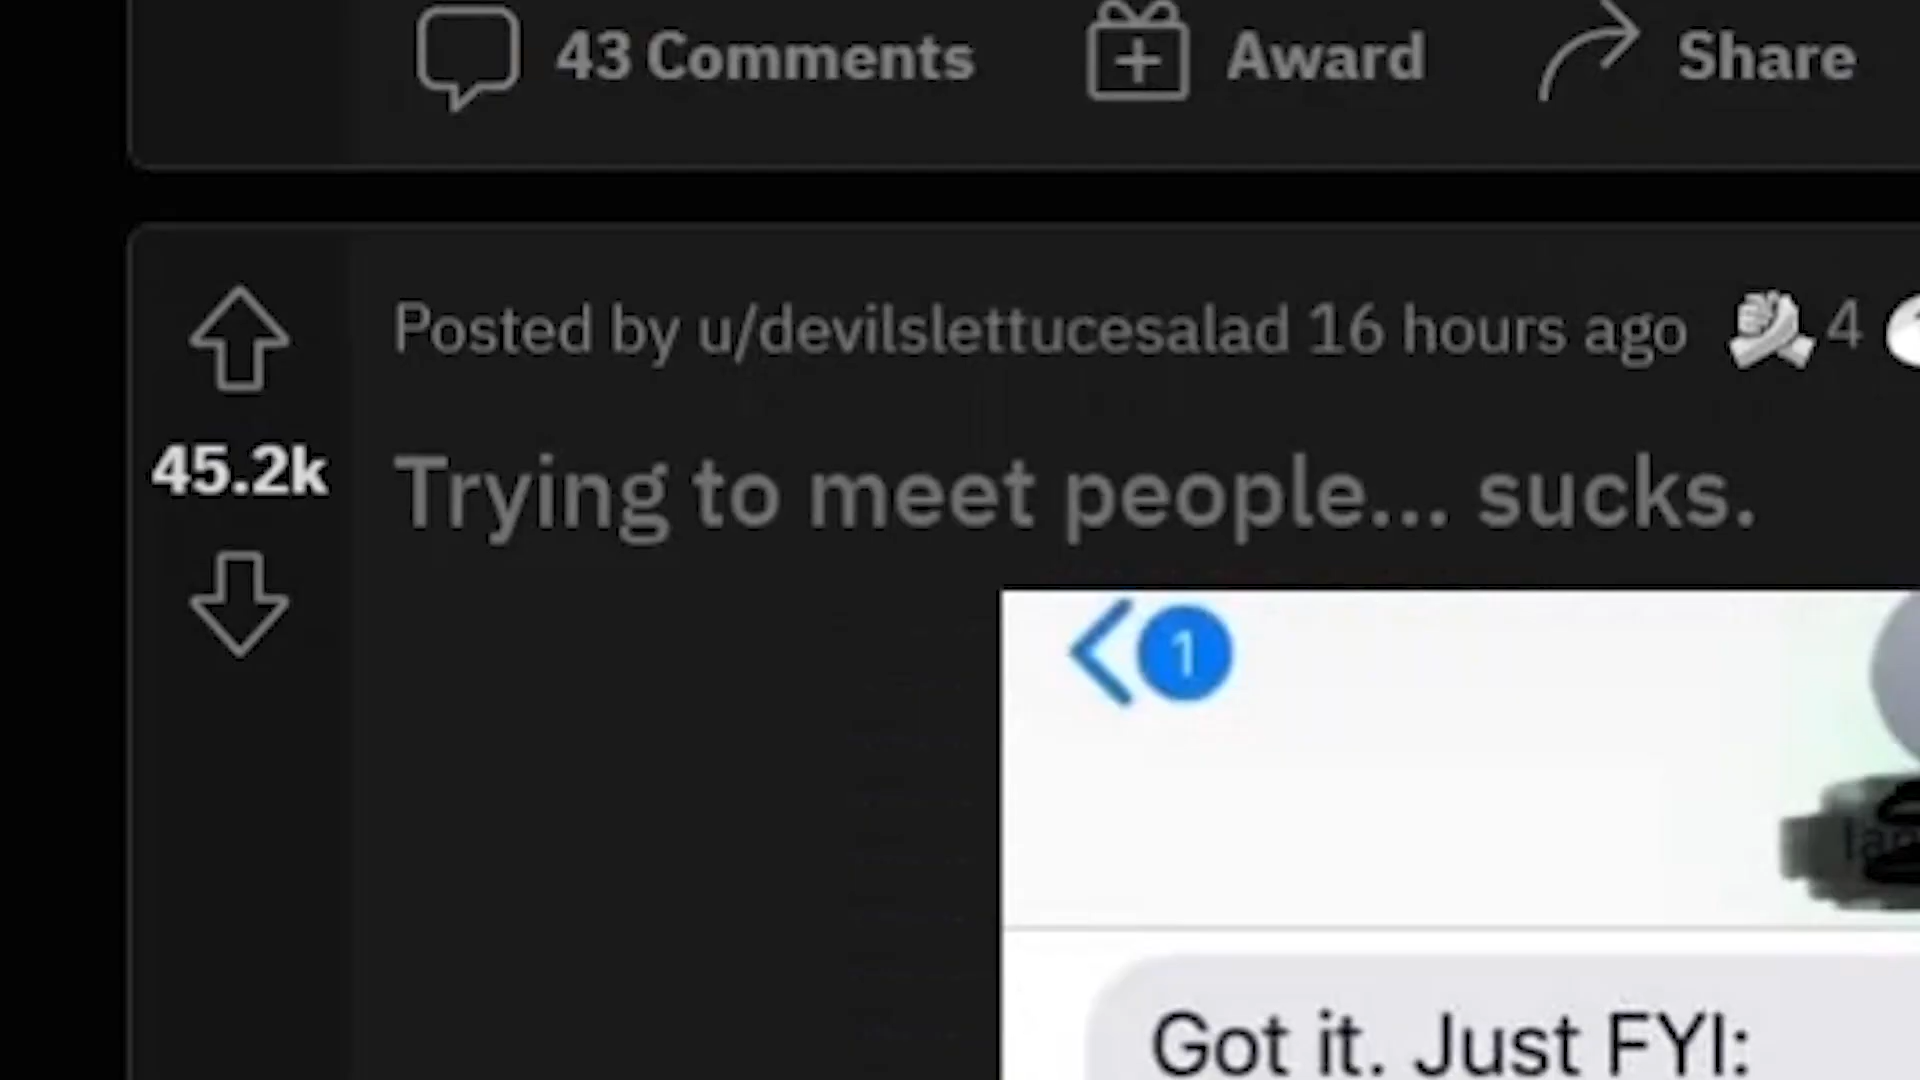 43 Comments Award Share
Posted by u/devilslettucesalad 16 hours ago 4
45.2k
Trying to meet people... sucks.
1
Got it. Just FYI: